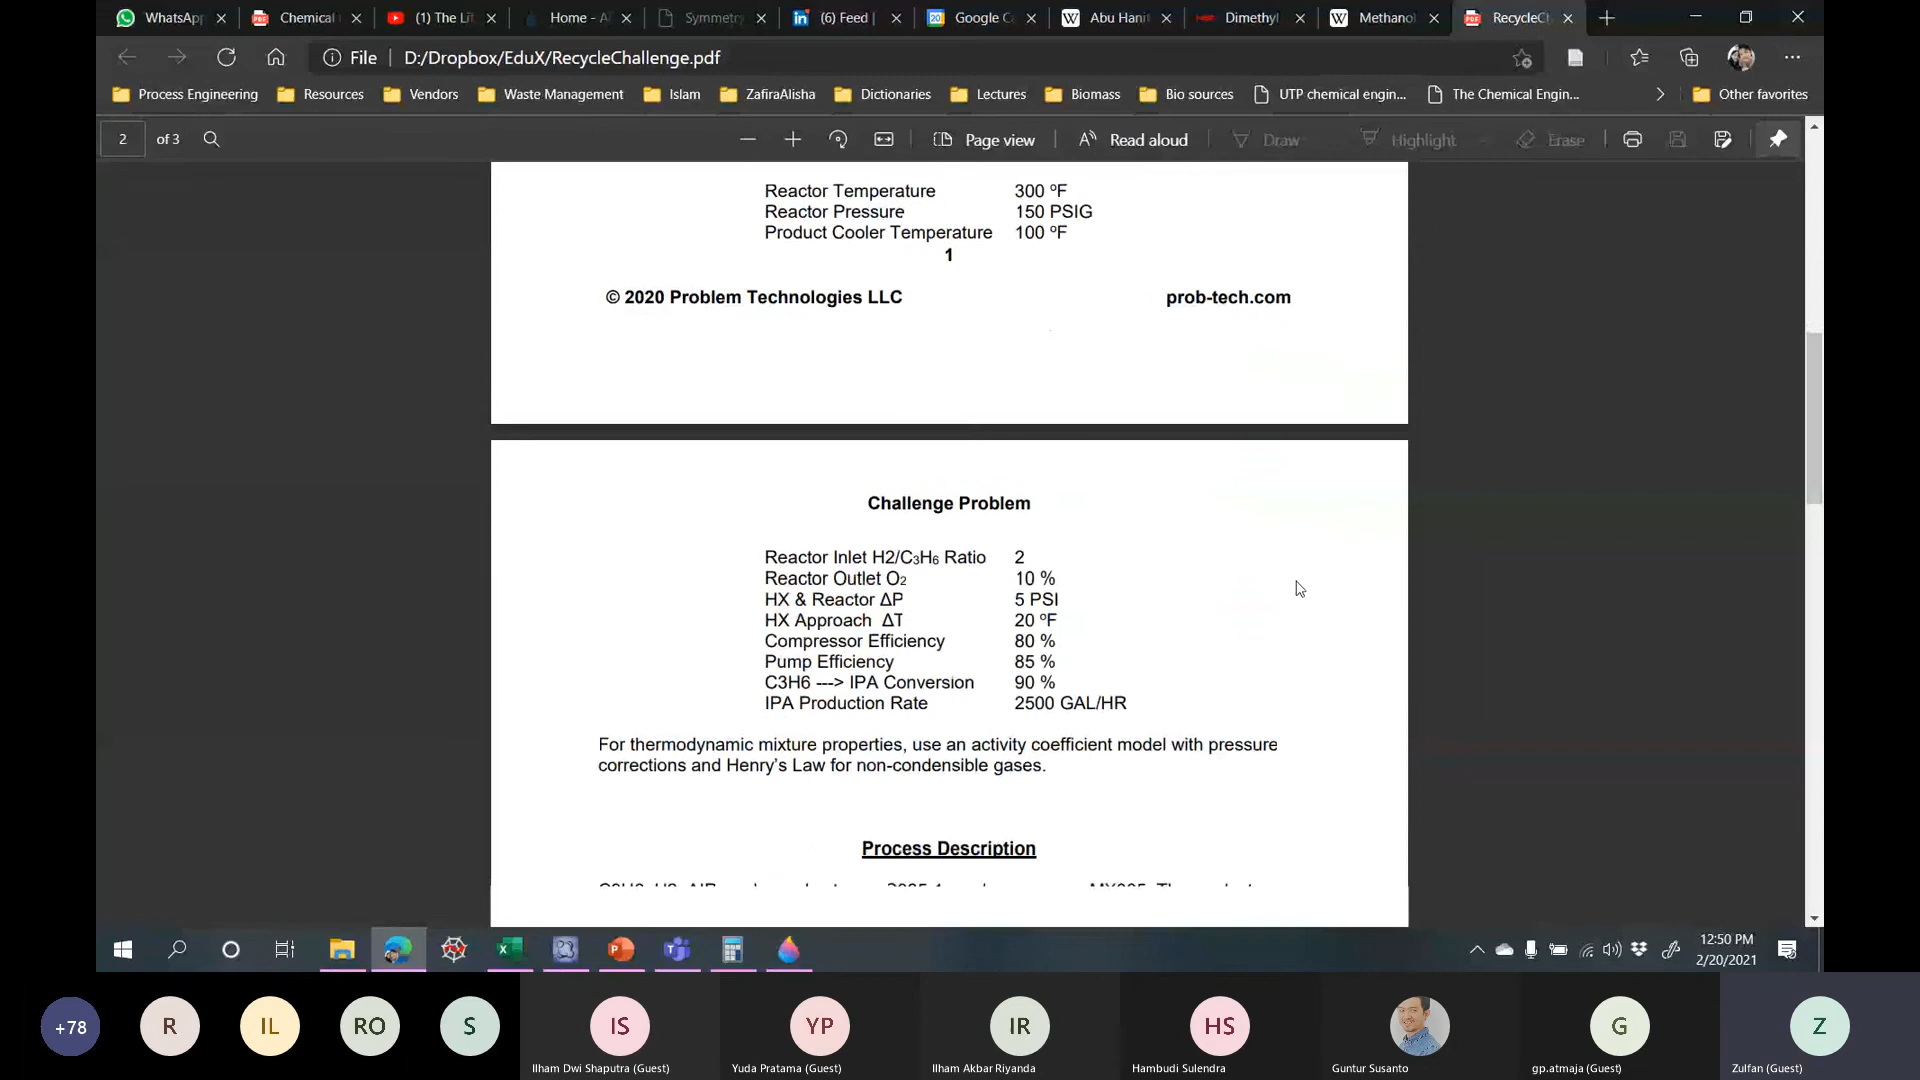 WhatsApp
Chemical
(1) The Li
Home - A
Symmetry
(6) Feed |
Google C
Abu Hani
Dimethyl
Methanol
RecycleCh
File
D:/Dropbox/EduX/RecycleChallenge.pdf
Process Engineering
Resources
Vendors
Waste Management
Islam
ZafiraAlisha
Dictionaries
Lectures
Biomass
Bio sources
UTP chemical engin...
The Chemical Engin...
Other favorites
2 of 3
Page view
Read aloud
Draw
Highlight
Erase
Reactor Temperature 300 ºF
Reactor Pressure 150 PSIG
Product Cooler Temperature 100 ºF
1
© 2020 Problem Technologies LLC prob-tech.com
Challenge Problem
Reactor Inlet H2/C3H6 Ratio 2
Reactor Outlet O2 10 %
HX & Reactor ΔP 5 PSI
HX Approach ΔT 20 ºF
Compressor Efficiency 80 %
Pump Efficiency 85 %
C3H6 ---> IPA Conversion 90 %
IPA Production Rate 2500 GAL/HR
For thermodynamic mixture properties, use an activity coefficient model with pressure
corrections and Henry's Law for non-condensible gases.
Process Description
12:50 PM
2/20/2021
+78
R
IL
RO
S
IS
YP
IR
HS
G
Z
Ilham Dwi Shaputra (Guest)
Yuda Pratama (Guest)
Ilham Akbar Riyanda
Hambudi Sulendra
Guntur Susanto
gp.atmaja (Guest)
Zulfan (Guest)